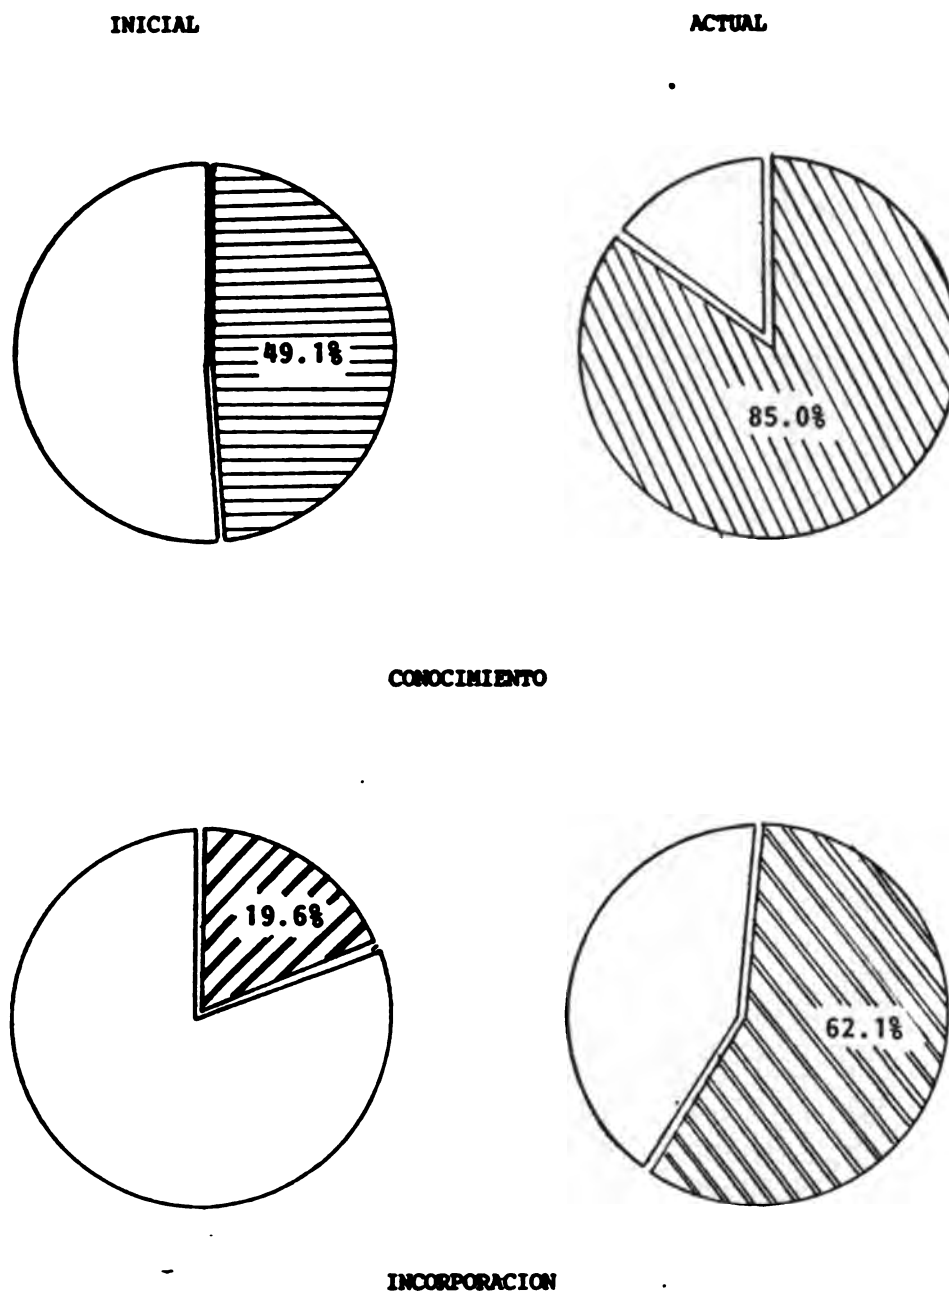 INICIAL ACTUAL
49.1%
85.0%
CONOCIMIENTO
19.6%
62.1%
INCORPORACION